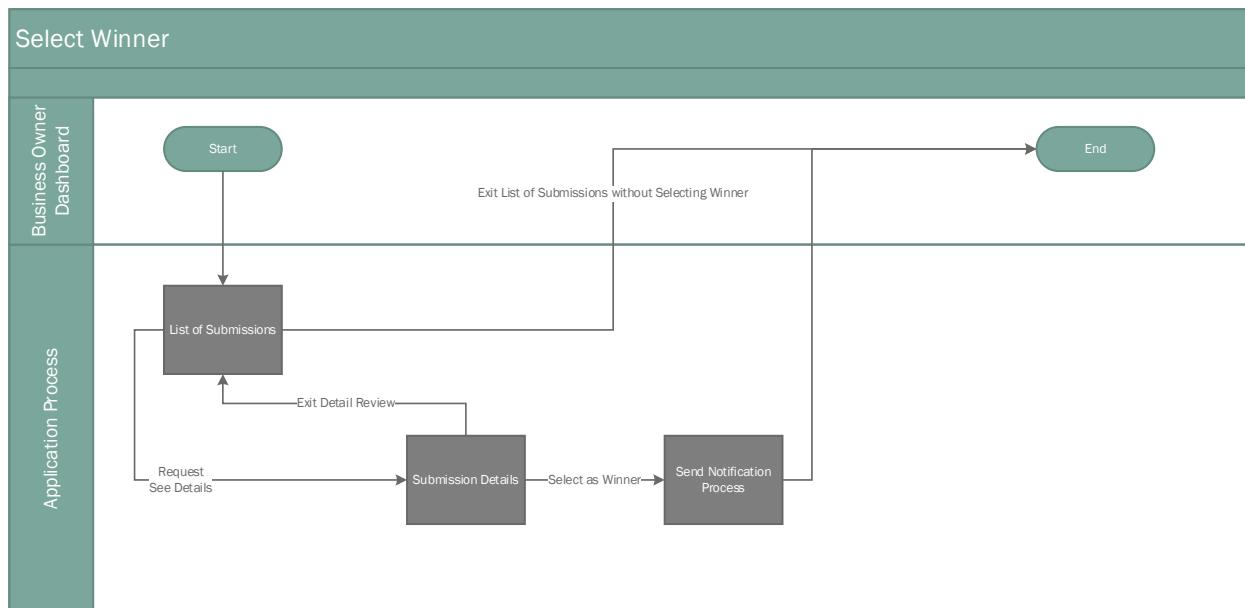 Select Winner
Business Owner
Dashboard
Start
End
Exit List of Submissions without Selecting Winner
Application Process
List of Submissions
Exit Detail Review
Request
See Details
Submission Details
Select as Winner
Send Notification
Process